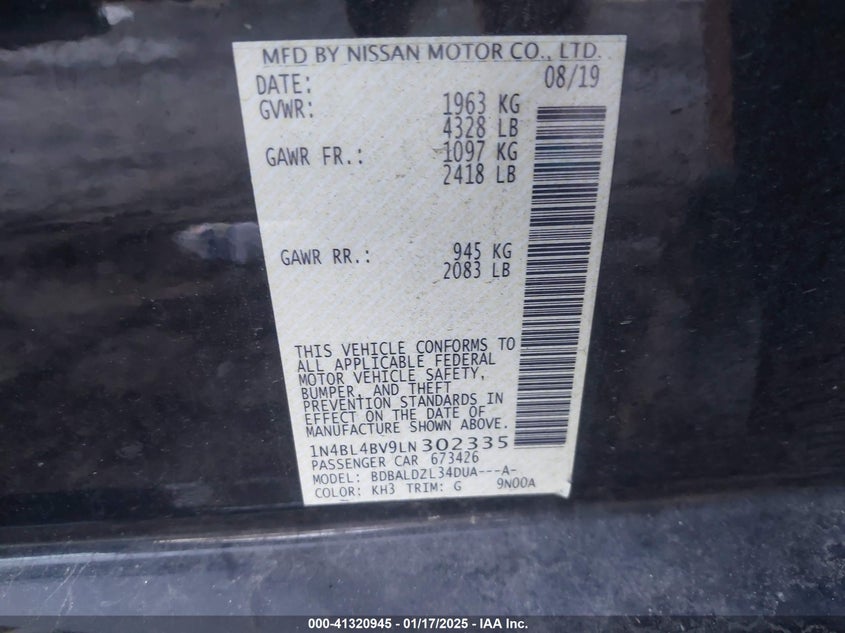 MFD BY NISSAN MOTOR CO., LTD.
DATE: 08/19
GVWR: 1963 KG
4328 LB
GAWR FR.: 1097 KG
2418 LB
GAWR RR.: 945 KG
2083 LB
THIS VEHICLE CONFORMS TO
ALL APPLICABLE FEDERAL
MOTOR VEHICLE SAFETY,
BUMPER, AND THEFT
PREVENTION STANDARDS IN
EFFECT ON THE DATE OF
MANUFACTURE SHOWN ABOVE.
1N4BL4BV9LN302335
PASSENGER CAR 673426
MODEL: BDBALDZL34DUA---A-
COLOR: KH3 TRIM: G 9N00A
000-41320945 - 01/17/2025 - IAA Inc.